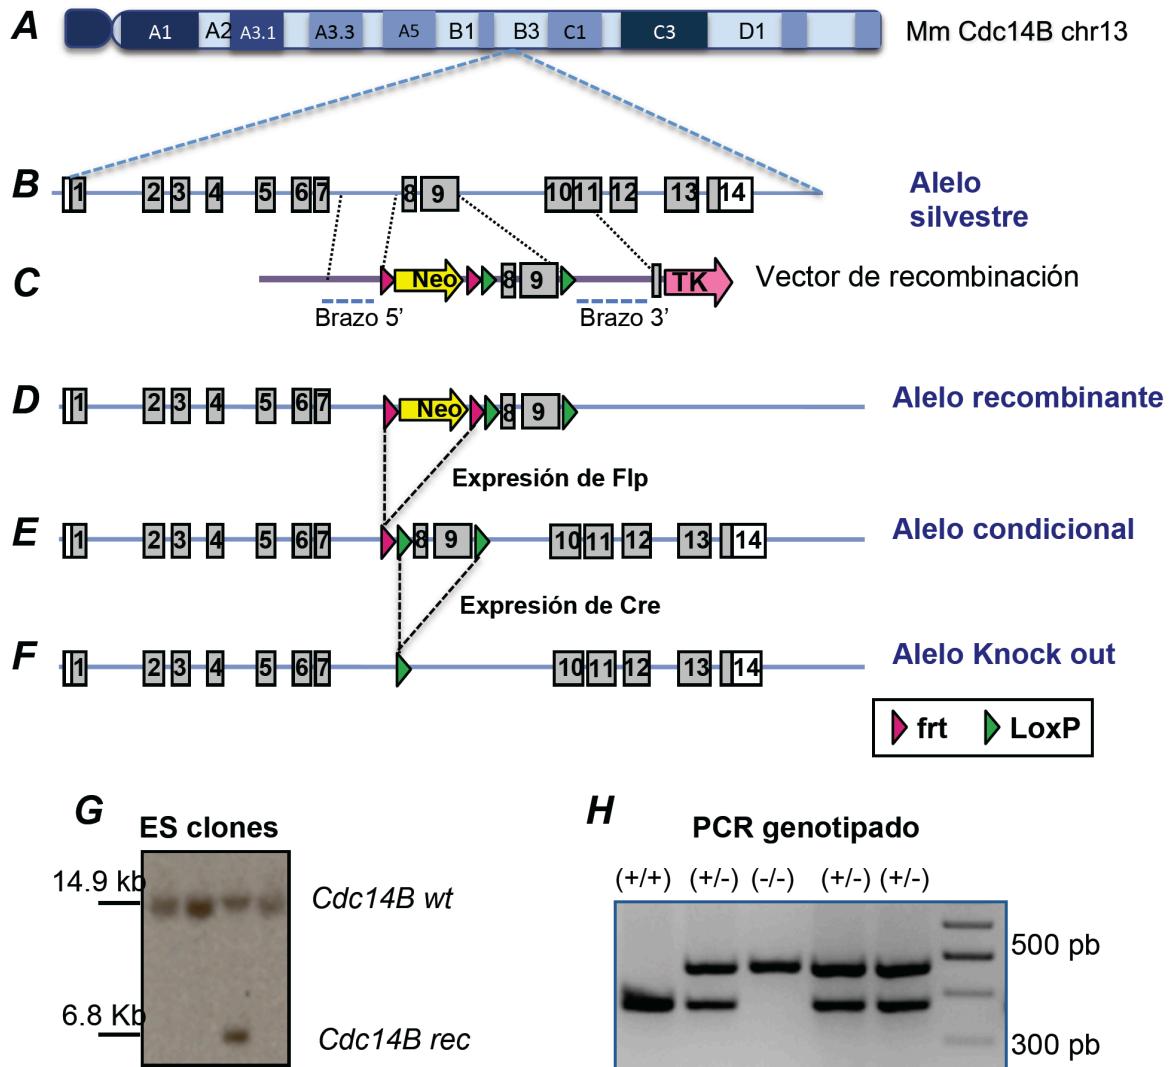 A A1 A2 A3.1 A3.3 A5 B1 B3 C1 C3 D1 Mm Cdc14B chr13
B 1 2 3 4 5 6 7 8 9 10 11 12 13 14 Alelo
silvestre
C Neo 8 9 TK Vector de recombinación
Brazo 5’ Brazo 3’
D 1 2 3 4 5 6 7 Neo 8 9 Alelo recombinante
Expresión de Flp
E 1 2 3 4 5 6 7 8 9 10 11 12 13 14 Alelo condicional
Expresión de Cre
F 1 2 3 4 5 6 7 10 11 12 13 14 Alelo Knock out
frt LoxP
G ES clones
14.9 kb Cdc14B wt
6.8 Kb Cdc14B rec
H PCR genotipado
(+/+) (+/-) (-/-) (+/-) (+/-)
500 pb
300 pb